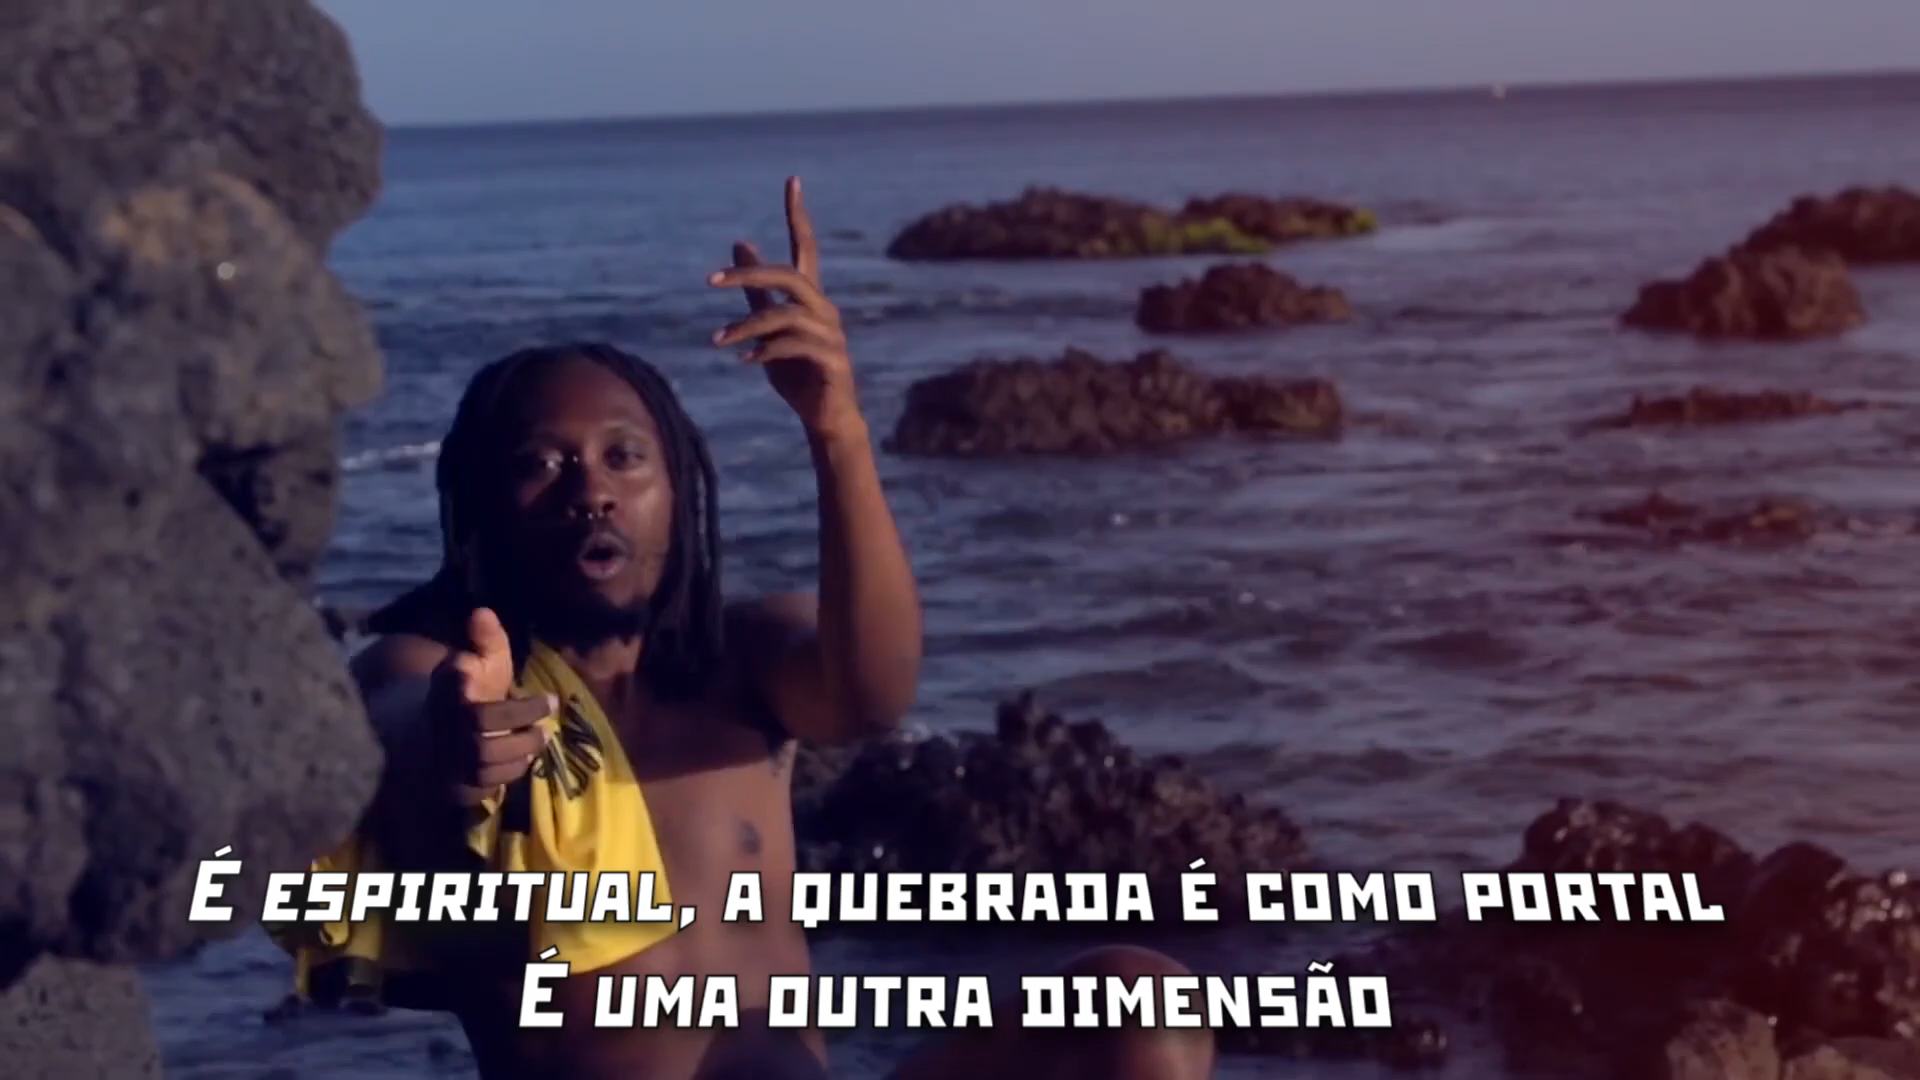 É ESPIRITUAL, A QUEBRADA É COMO PORTAL
É UMA OUTRA DIMENSÃO